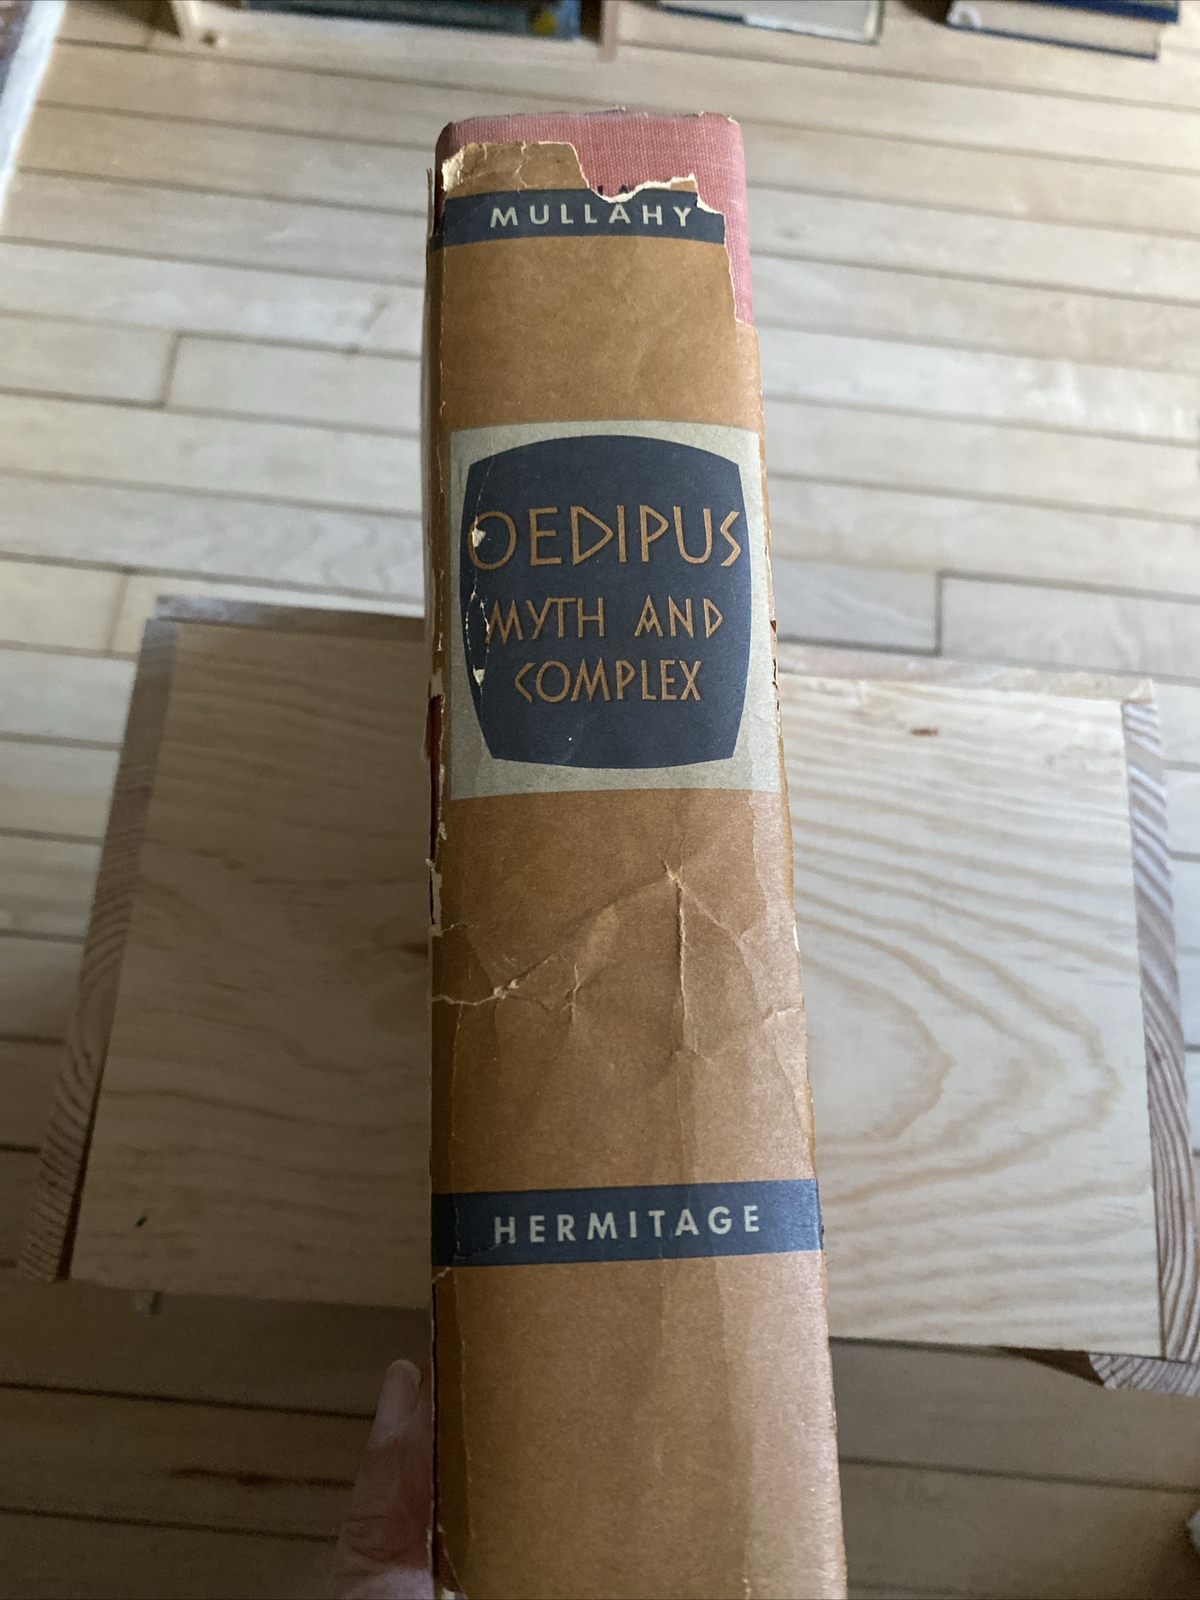 MULLAHY
OEDIPUS
MYTH AND
COMPLEX
HERMITAGE